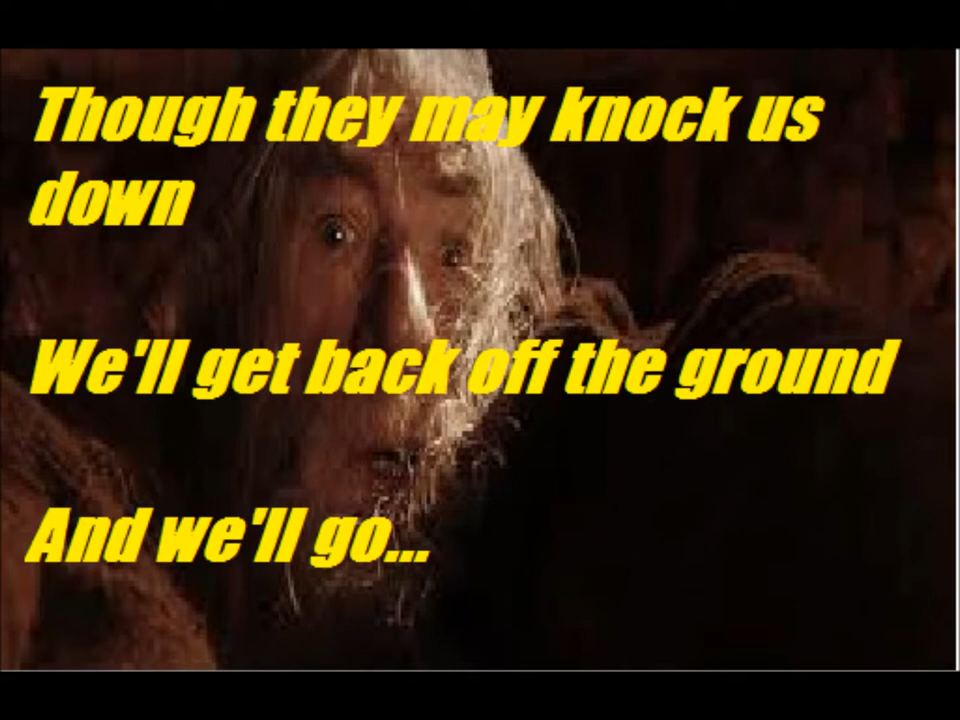 Though they may knock us
down
We'll get back off the ground
And we'll go...